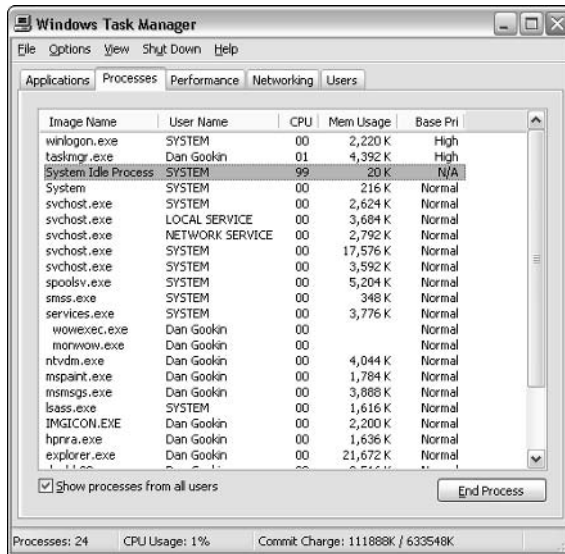 Windows Task Manager
File Options View Shut Down Help
Applications Processes Performance Networking Users
Image Name User Name CPU Mem Usage Base Pri
winlogon.exe SYSTEM 00 2,220 K High
taskmgr.exe Dan Gookin 01 4,392 K High
System Idle Process SYSTEM 99 20 K N/A
System SYSTEM 00 216 K Normal
svchost.exe SYSTEM 00 2,624 K Normal
svchost.exe LOCAL SERVICE 00 3,684 K Normal
svchost.exe NETWORK SERVICE 00 2,792 K Normal
svchost.exe SYSTEM 00 17,576 K Normal
svchost.exe SYSTEM 00 3,592 K Normal
spoolsv.exe SYSTEM 00 5,204 K Normal
smss.exe SYSTEM 00 348 K Normal
services.exe SYSTEM 00 3,776 K Normal
wowexec.exe Dan Gookin 00 Normal
monwow.exe Dan Gookin 00 Normal
ntvdm.exe Dan Gookin 00 4,044 K Normal
mspaint.exe Dan Gookin 00 1,784 K Normal
msmsgs.exe Dan Gookin 00 3,888 K Normal
lsass.exe SYSTEM 00 1,616 K Normal
IMGICON.EXE Dan Gookin 00 2,200 K Normal
hpnra.exe Dan Gookin 00 1,636 K Normal
explorer.exe Dan Gookin 00 21,672 K Normal
Show processes from all users
End Process
Processes: 24 CPU Usage: 1% Commit Charge: 111888K / 633548K